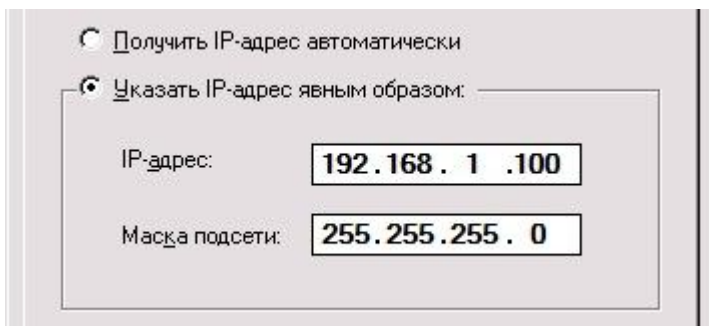 Получить IP-адрес автоматически
Указать IP-адрес явным образом:
IP-адрес: 192.168. 1 .100
Маска подсети: 255.255.255. 0